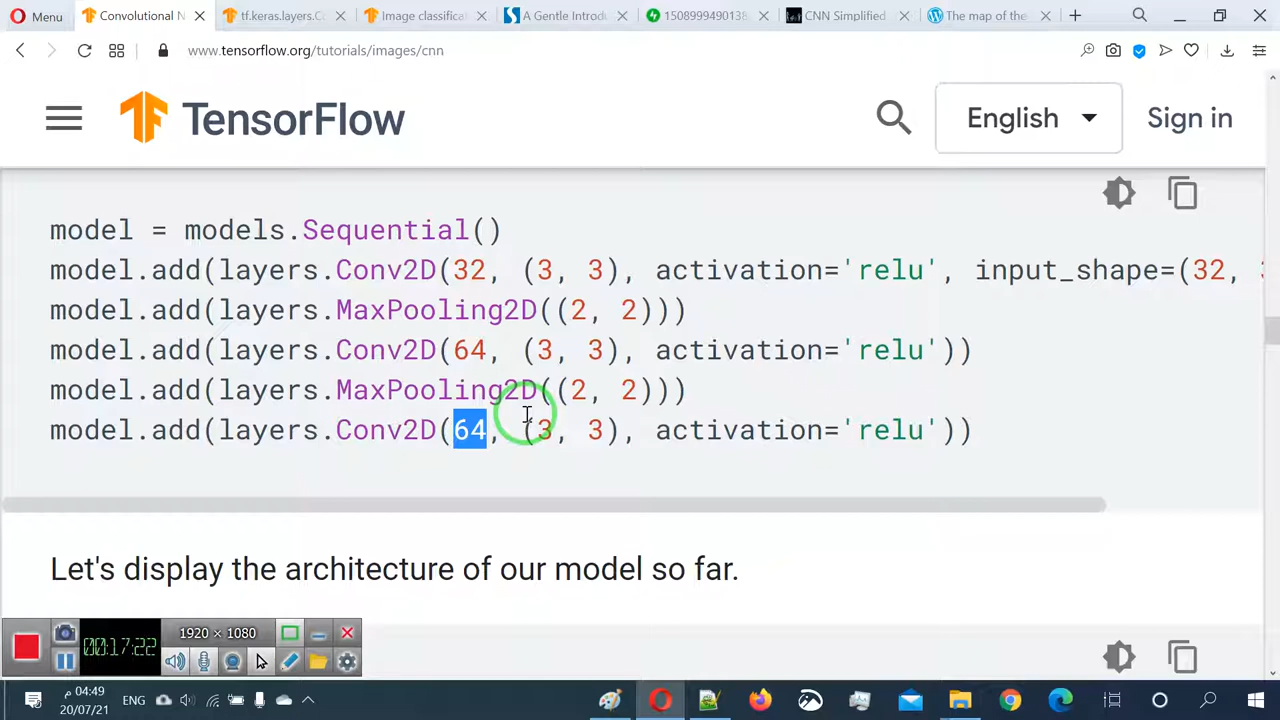 Menu
Convolutional N
tf.keras.layers.C
Image classificat
A Gentle Introdu
1508999490138
CNN Simplified
The map of the
www.tensorflow.org/tutorials/images/cnn
TensorFlow
English
Sign in
model = models.Sequential()
model.add(layers.Conv2D(32, (3, 3), activation='relu', input_shape=(32,
model.add(layers.MaxPooling2D((2, 2)))
model.add(layers.Conv2D(64, (3, 3), activation='relu'))
model.add(layers.MaxPooling2D((2, 2)))
model.add(layers.Conv2D(64, (3, 3), activation='relu'))
Let's display the architecture of our model so far.
00:17:22
1920 × 1080
ENG
04:49 م
20/07/21